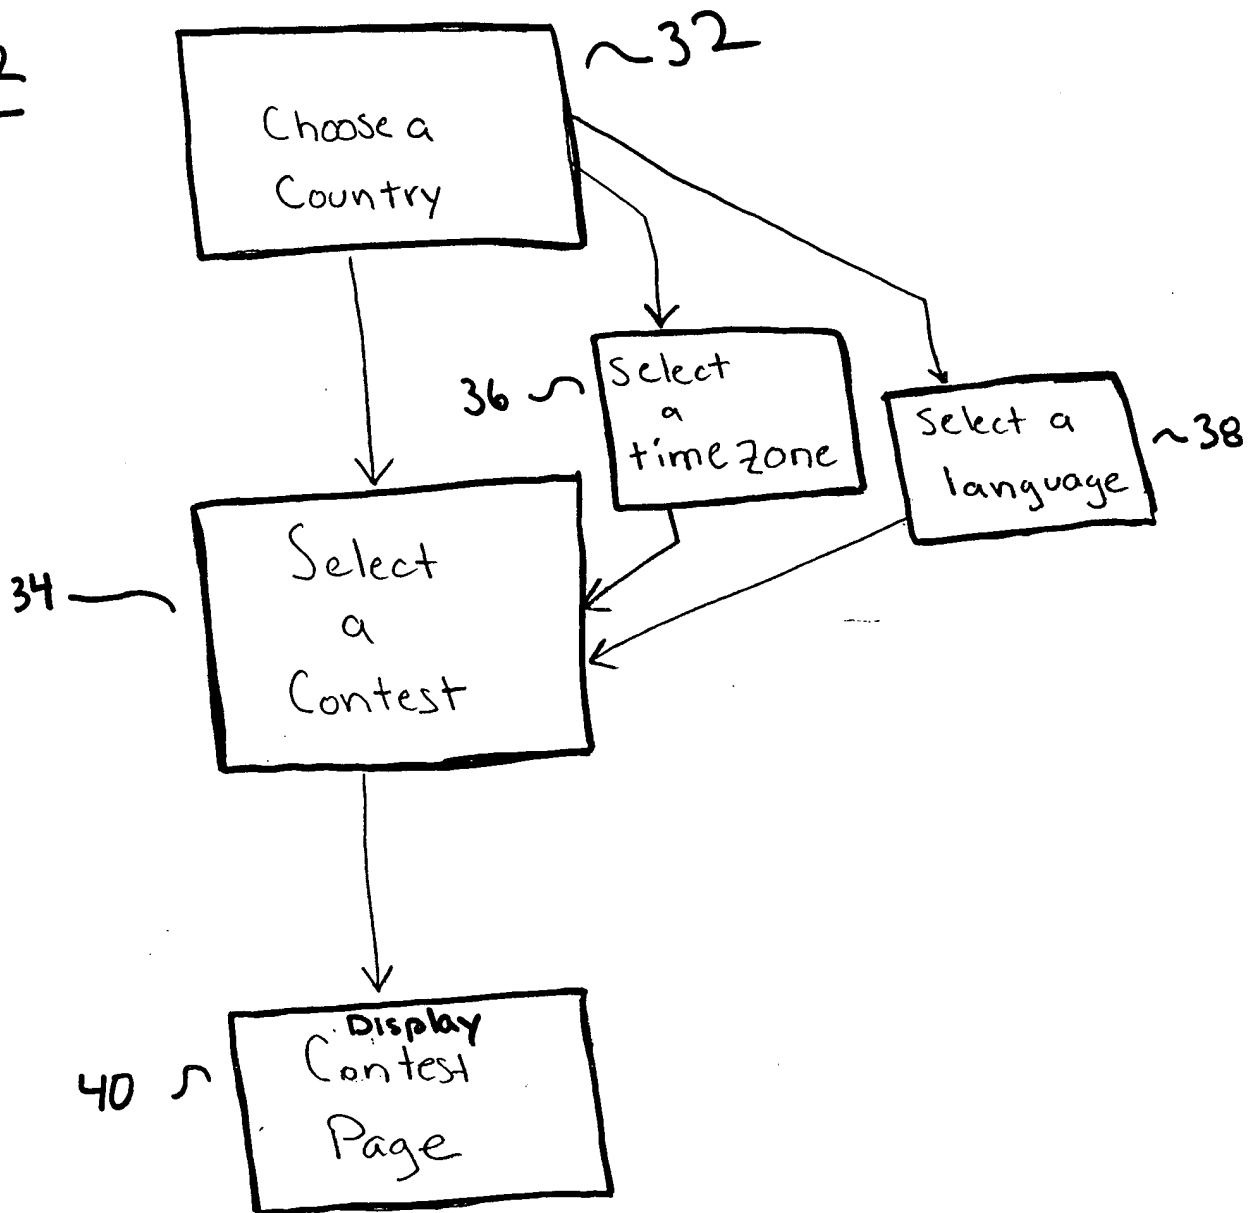 2
~32
Choose a
Country
36
Select
a
time zone
Select a
language
~38
34
Select
a
Contest
40
Display
Contest
Page